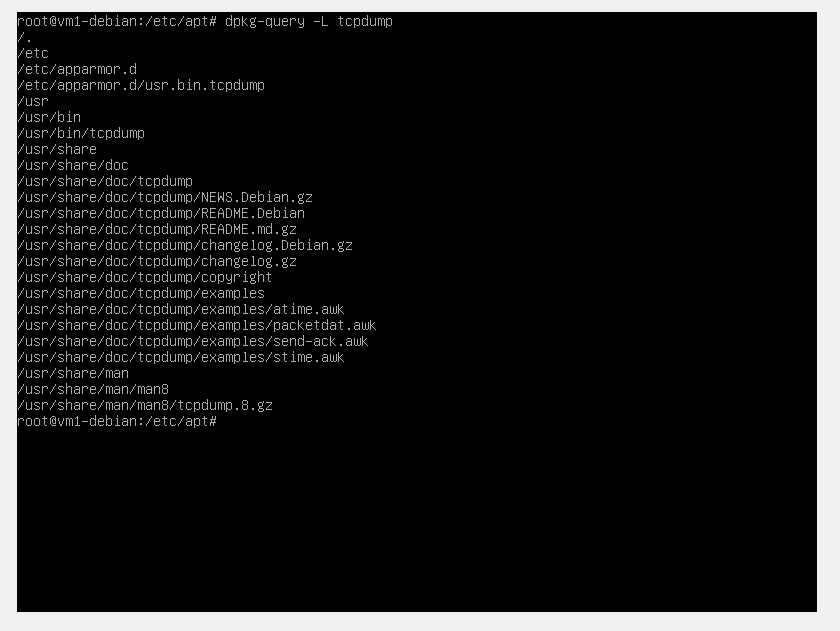 root@vm1-debian:/etc/apt# dpkg-query -L tcpdump
/.
/etc
/etc/apparmor.d
/etc/apparmor.d/usr.bin.tcpdump
/usr
/usr/bin
/usr/bin/tcpdump
/usr/share
/usr/share/doc
/usr/share/doc/tcpdump
/usr/share/doc/tcpdump/NEWS.Debian.gz
/usr/share/doc/tcpdump/README.Debian
/usr/share/doc/tcpdump/README.md.gz
/usr/share/doc/tcpdump/changelog.Debian.gz
/usr/share/doc/tcpdump/changelog.gz
/usr/share/doc/tcpdump/copyright
/usr/share/doc/tcpdump/examples
/usr/share/doc/tcpdump/examples/atime.awk
/usr/share/doc/tcpdump/examples/packetdat.awk
/usr/share/doc/tcpdump/examples/send-ack.awk
/usr/share/doc/tcpdump/examples/stime.awk
/usr/share/man
/usr/share/man/man8
/usr/share/man/man8/tcpdump.8.gz
root@vm1-debian:/etc/apt#